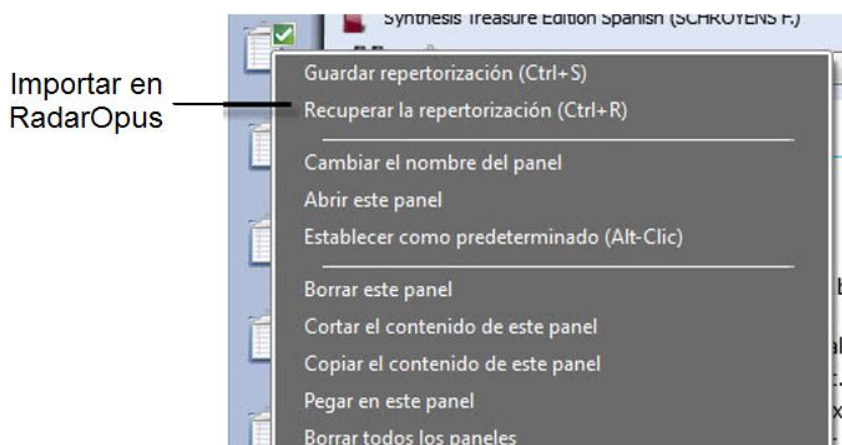 Synthesis Treasure Edition Spanish (SCHROYENS F.)
Importar en
RadarOpus
Guardar repertorización (Ctrl+S)
Recuperar la repertorización (Ctrl+R)
Cambiar el nombre del panel
Abrir este panel
Establecer como predeterminado (Alt-Clic)
Borrar este panel
Cortar el contenido de este panel
Copiar el contenido de este panel
Pegar en este panel
Borrar todos los paneles